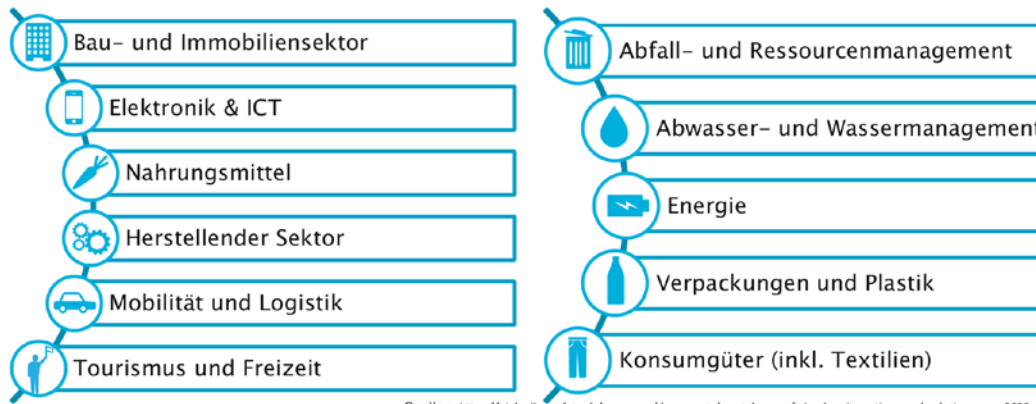 Bau- und Immobiliensektor
Elektronik & ICT
Nahrungsmittel
Herstellender Sektor
Mobilität und Logistik
Tourismus und Freizeit
Abfall- und Ressourcenmanagement
Abwasser- und Wassermanagement
Energie
Verpackungen und Plastik
Konsumgüter (inkl. Textilien)